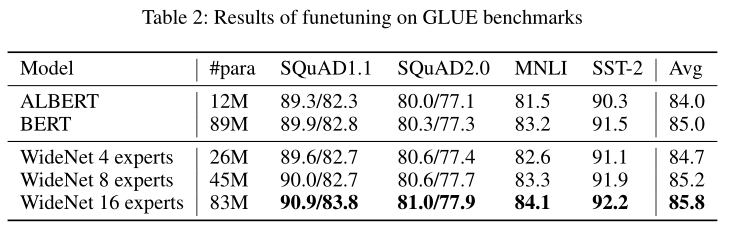 Table 2: Results of funetuning on GLUE benchmarks
Model #para SQuAD1.1 SQuAD2.0 MNLI SST-2 Avg
ALBERT 12M 89.3/82.3 80.0/77.1 81.5 90.3 84.0
BERT 89M 89.9/82.8 80.3/77.3 83.2 91.5 85.0
WideNet 4 experts 26M 89.6/82.7 80.6/77.4 82.6 91.1 84.7
WideNet 8 experts 45M 90.0/82.7 80.6/77.7 83.3 91.9 85.2
WideNet 16 experts 83M 90.9/83.8 81.0/77.9 84.1 92.2 85.8